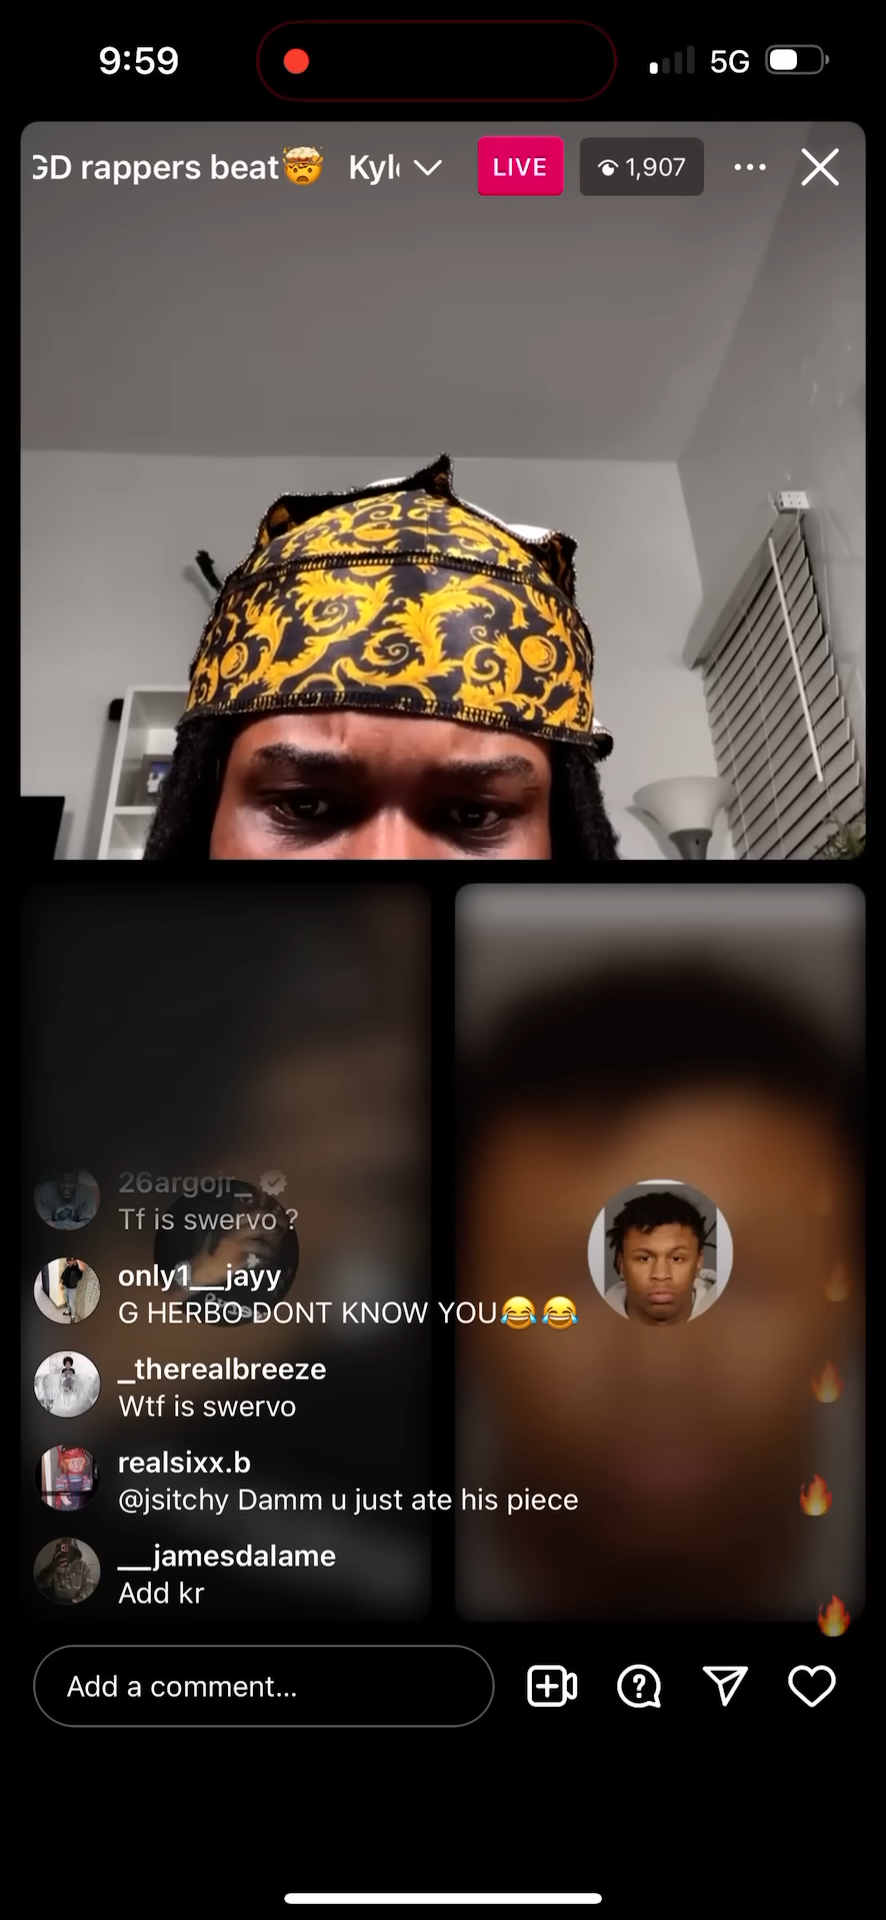 9:59
5G
GD rappers beat🤯 Kyl
LIVE
1,907
26argojr_
Tf is swervo ?
only1__jayy
G HERBO DONT KNOW YOU😂😂
_therealbreeze
Wtf is swervo
realsixx.b
@jsitchy Damm u just ate his piece
__jamesdalame
Add kr
Add a comment...